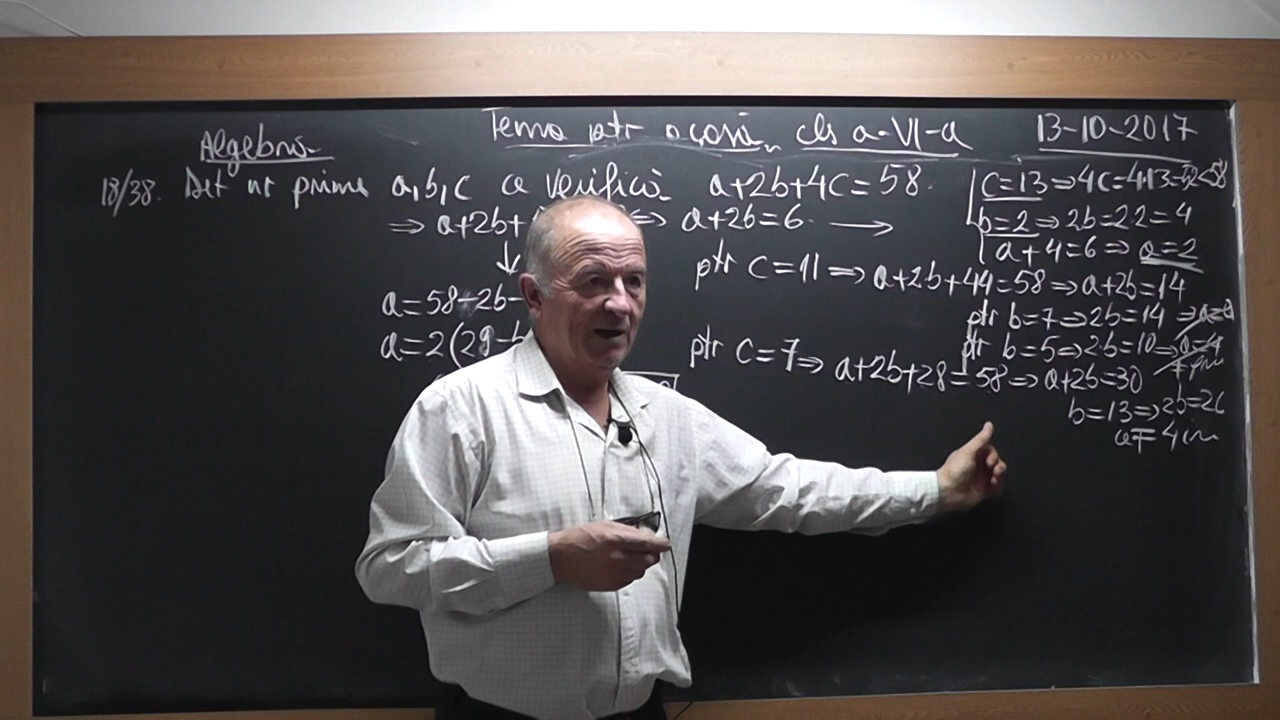 Algebra. Tema ptr acasă, cls a-VI-a 13-10-2017
18/38. Det nr prime a,b,c ce verifică: a+2b+4c=58.
⇒ a+2b+ ⇔ a+2b=6 ⟶
a=58-2b-
a=2(29-b
c=13 ⇒ 4c=4·13=52<58
b=2 ⇒ 2b=2·2=4
a+4=6 ⇒ a=2
ptr c=11 ⇒ a+2b+44=58 ⇒ a+2b=14
ptr b=7 ⇒ 2b=14 ⇒ a=0
ptr b=5 ⇒ 2b=10 ⇒ a=4
ptr c=7 ⇒ a+2b+28=58 ⇒ a+2b=30
b=13 ⇒ 2b=26